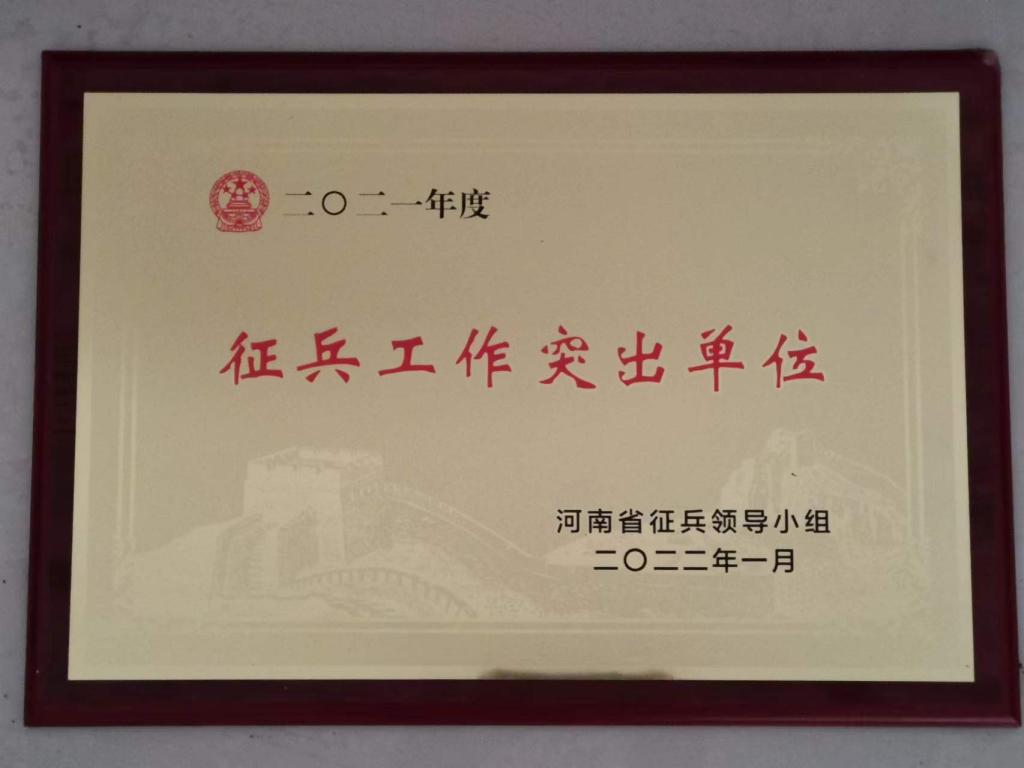 二〇二一年度
征兵工作突出单位
河南省征兵领导小组
二〇二二年一月